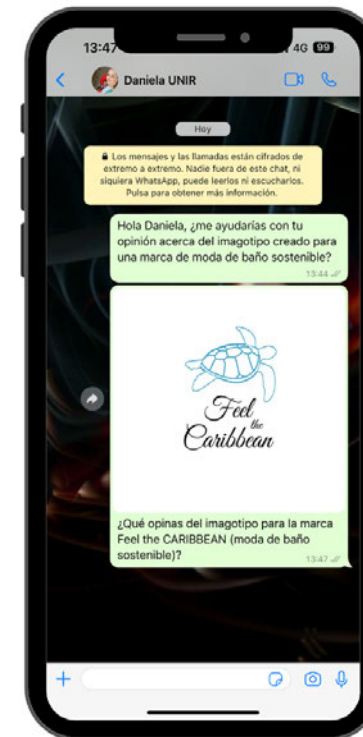 13:47
4G 99
Daniela UNIR
Hoy
Los mensajes y las llamadas están cifrados de
extremo a extremo. Nadie fuera de este chat, ni
siquiera WhatsApp, puede leerlos ni escucharlos.
Pulsa para obtener más información.
Hola Daniela, ¿me ayudarías con tu
opinión acerca del imagotipo creado para
una marca de moda de baño sostenible?
13:44
Feel
the
Caribbean
¿Qué opinas del imagotipo para la marca
Feel the CARIBBEAN (moda de baño
sostenible)?
13:47